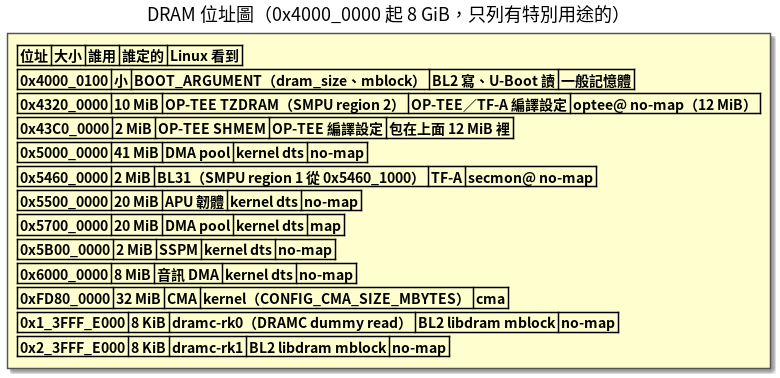 DRAM 位址圖（0x4000_0000 起 8 GiB，只列有特別用途的）
位址 大小 誰用 誰定的 Linux 看到
0x4000_0100 小 BOOT_ARGUMENT（dram_size、mblock） BL2 寫、U-Boot 讀 一般記憶體
0x4320_0000 10 MiB OP-TEE TZDRAM（SMPU region 2） OP-TEE／TF-A 編譯設定 optee@ no-map（12 MiB）
0x43C0_0000 2 MiB OP-TEE SHMEM OP-TEE 編譯設定 包在上面 12 MiB 裡
0x5000_0000 41 MiB DMA pool kernel dts no-map
0x5460_0000 2 MiB BL31（SMPU region 1 從 0x5460_1000） TF-A secmon@ no-map
0x5500_0000 20 MiB APU 韌體 kernel dts no-map
0x5700_0000 20 MiB DMA pool kernel dts map
0x5B00_0000 2 MiB SSPM kernel dts no-map
0x6000_0000 8 MiB 音訊 DMA kernel dts no-map
0xFD80_0000 32 MiB CMA kernel（CONFIG_CMA_SIZE_MBYTES） cma
0x1_3FFF_E000 8 KiB dramc-rk0（DRAMC dummy read） BL2 libdram mblock no-map
0x2_3FFF_E000 8 KiB dramc-rk1 BL2 libdram mblock no-map